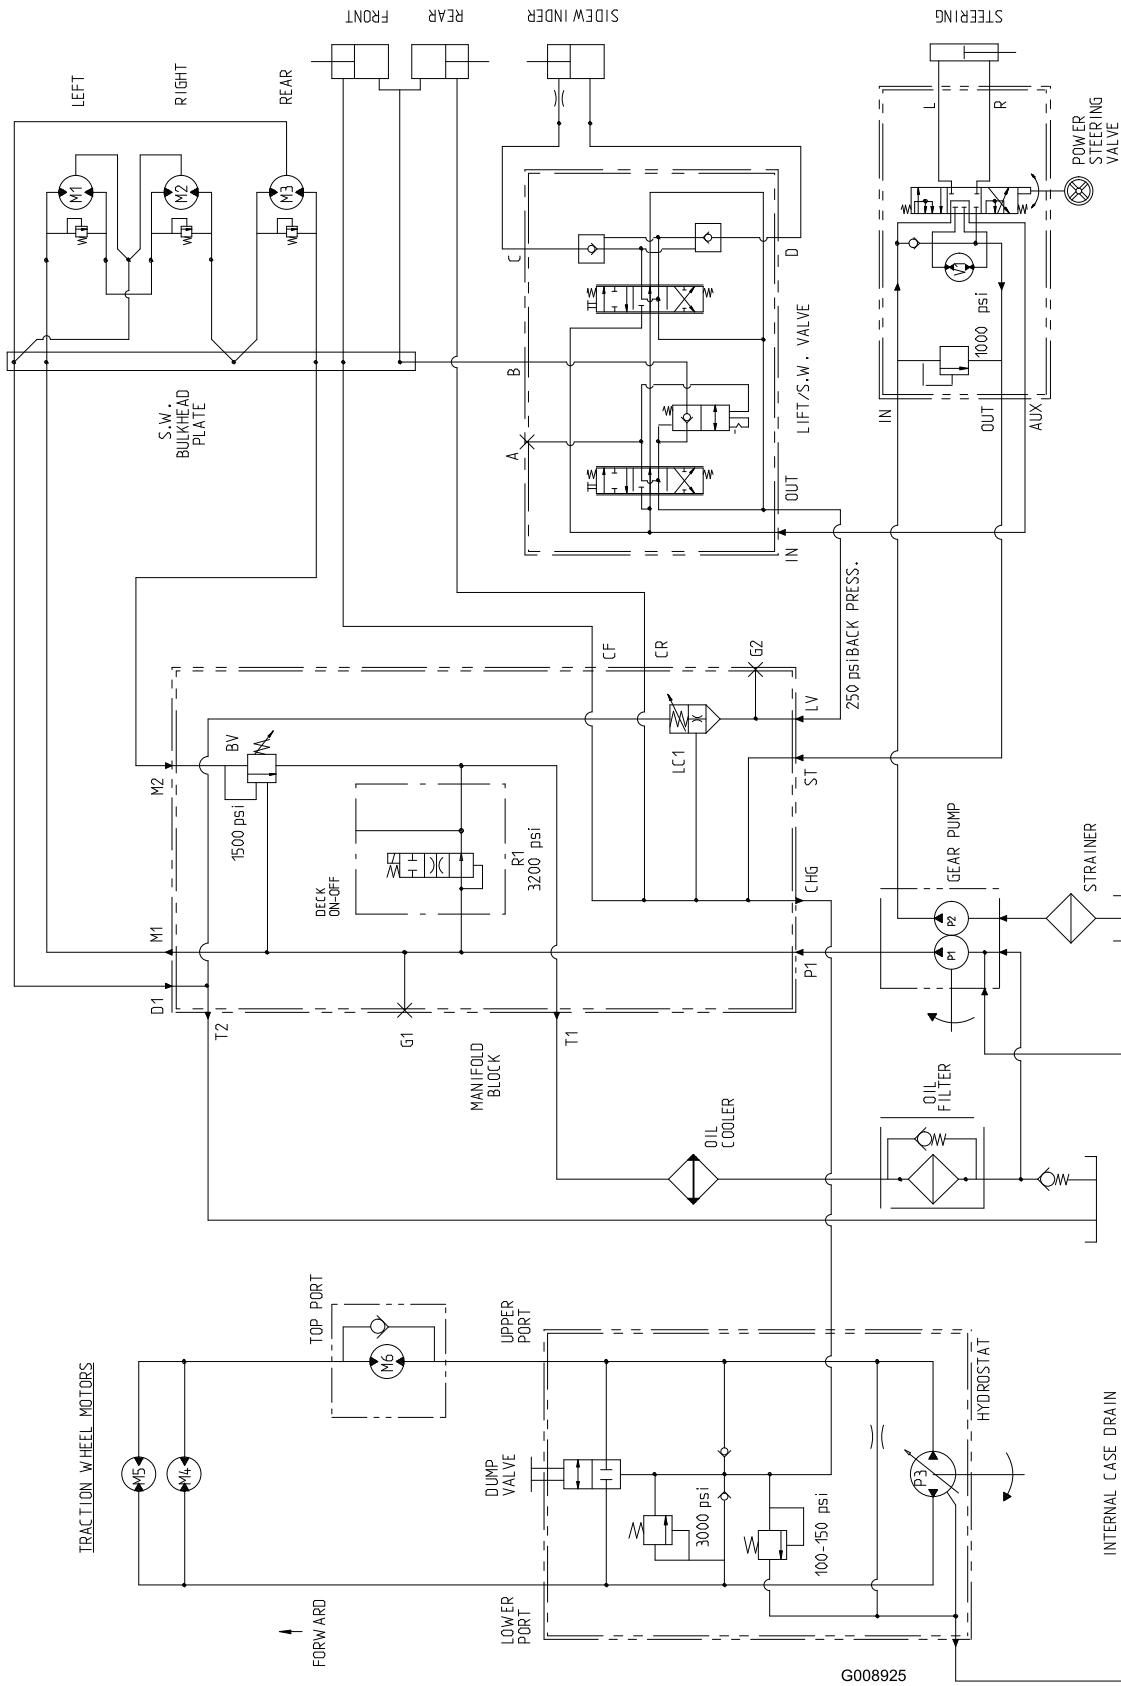 FRONT
REAR
SIDEWINDER
STEERING
LEFT
RIGHT
REAR
M1
M2
M3
L
R
POWER
STEERING
VALVE
C
D
V1
1000 psi
B
LIFT/S.W. VALVE
S.W.
BULKHEAD
PLATE
A
IN
OUT
AUX
OUT
IN
250 psi BACK PRESS.
CF
CR
G2
LV
BV
LC1
ST
M2
1500 psi
R1
3200 psi
DECK
ON-OFF
CHG
GEAR PUMP
STRAINER
M1
P2
P1
P1
D1
T2
G1
T1
MANIFOLD
BLOCK
OIL
COOLER
OIL
FILTER
TOP PORT
UPPER
PORT
TRACTION WHEEL MOTORS
M6
HYDROSTAT
M5
M4
DUMP
VALVE
P3
3000 psi
100-150 psi
INTERNAL CASE DRAIN
LOWER
PORT
FORWARD
G008925